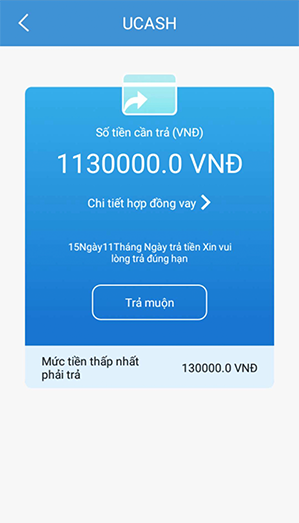 UCASH
Số tiền cần trả (VNĐ)
1130000.0 VNĐ
Chi tiết hợp đồng vay
15Ngày11Tháng Ngày trả tiền Xin vui
lòng trả đúng hạn
Trả muộn
Mức tiền thấp nhất
phải trả
130000.0 VNĐ